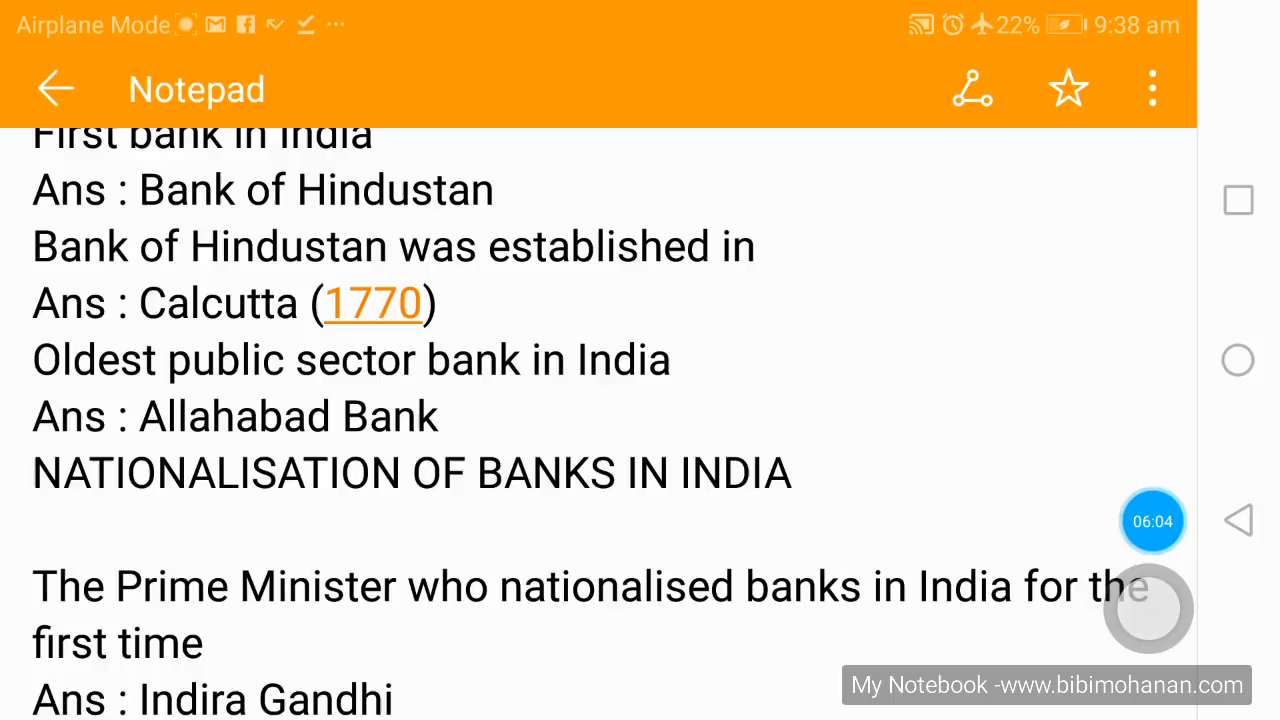 Airplane Mode 22% 9:38 am
Notepad
First bank in India
Ans : Bank of Hindustan
Bank of Hindustan was established in
Ans : Calcutta (1770)
Oldest public sector bank in India
Ans : Allahabad Bank
NATIONALISATION OF BANKS IN INDIA
06:04
The Prime Minister who nationalised banks in India for the
first time
Ans : Indira Gandhi
My Notebook -www.bibimohanan.com